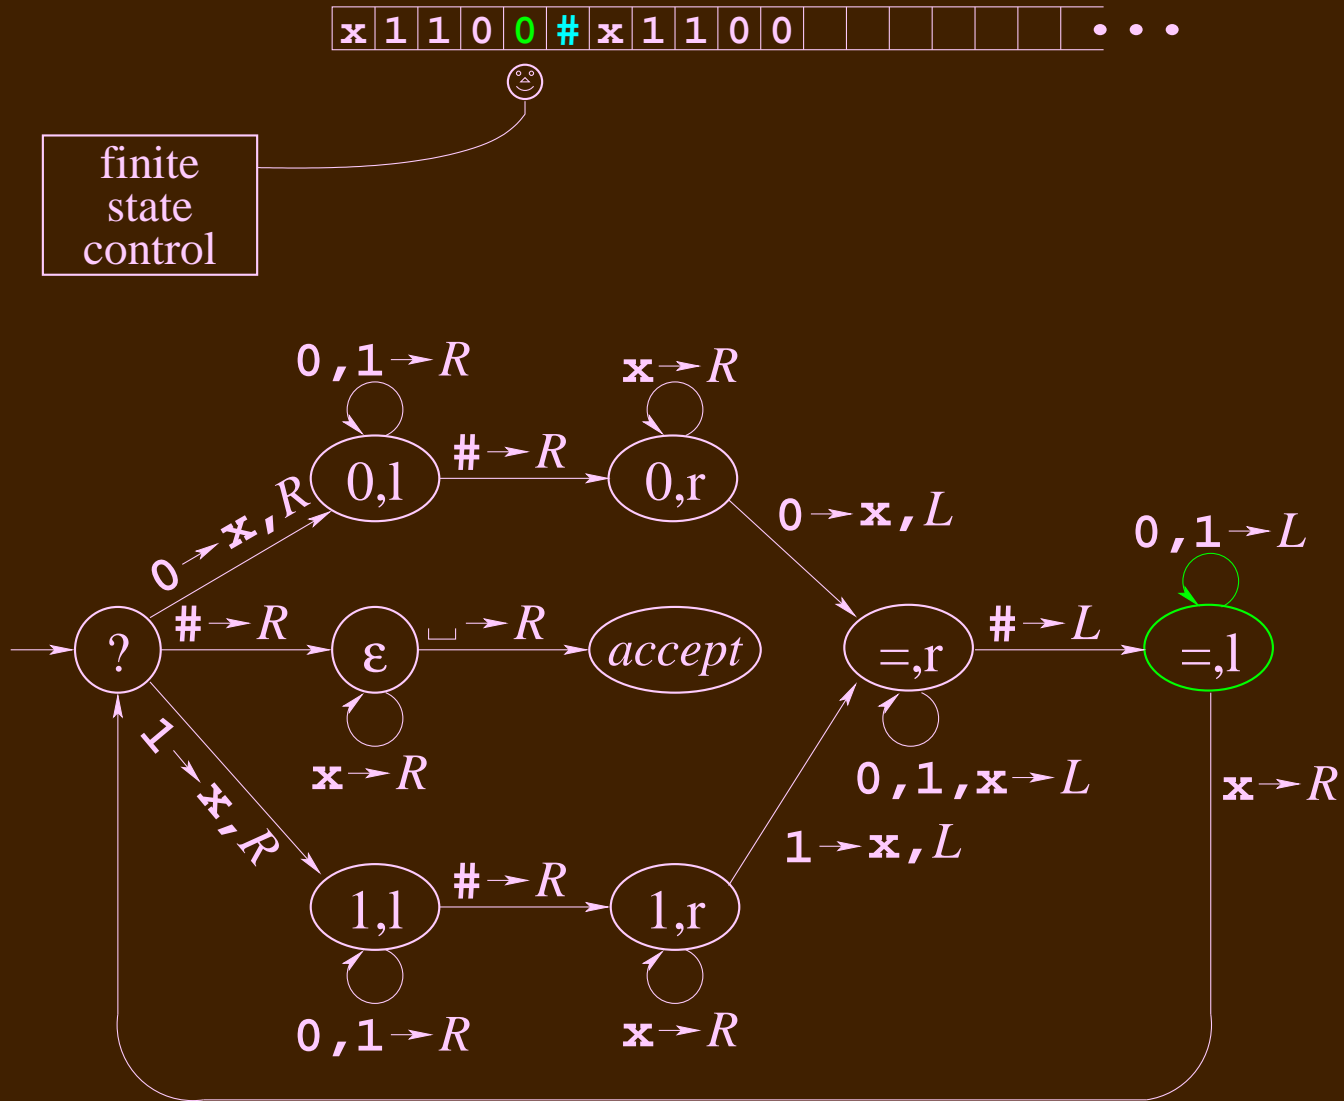 x 1 1 0 0 # x 1 1 0 0 • • •
finite
state
control
0,1→R
x→R
#→R
0,l
0,r
0→x,R
0→x,L
0,1→L
#→R
␣→R
#→L
?
ε
accept
=,r
=,l
1→x,R
x→R
0,1,x→L
x→R
1→x,L
#→R
1,l
1,r
0,1→R
x→R